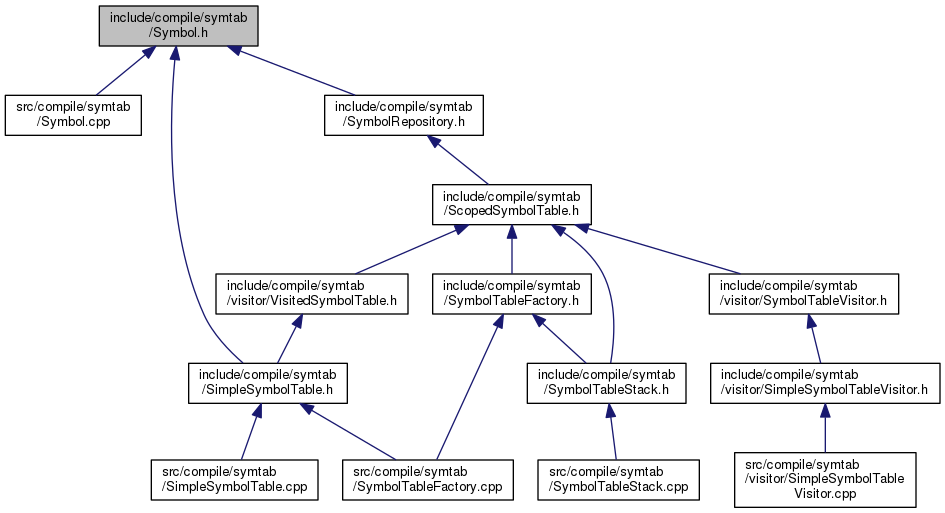 include/compile/symtab
/Symbol.h
src/compile/symtab
/Symbol.cpp
include/compile/symtab
/SymbolRepository.h
include/compile/symtab
/ScopedSymbolTable.h
include/compile/symtab
/visitor/VisitedSymbolTable.h
include/compile/symtab
/SymbolTableFactory.h
include/compile/symtab
/visitor/SymbolTableVisitor.h
include/compile/symtab
/SimpleSymbolTable.h
include/compile/symtab
/SymbolTableStack.h
include/compile/symtab
/visitor/SimpleSymbolTableVisitor.h
src/compile/symtab
/SimpleSymbolTable.cpp
src/compile/symtab
/SymbolTableFactory.cpp
src/compile/symtab
/SymbolTableStack.cpp
src/compile/symtab
/visitor/SimpleSymbolTable
Visitor.cpp